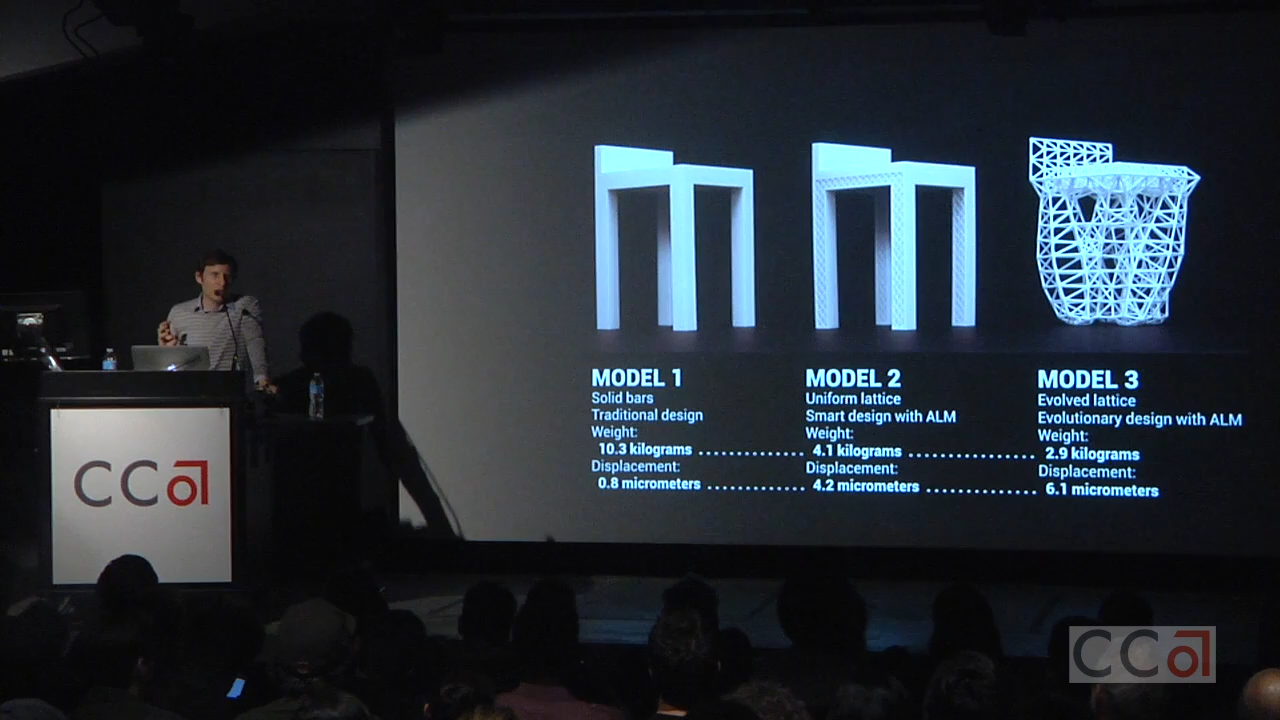 MODEL 1
Solid bars
Traditional design
Weight:
10.3 kilograms
Displacement:
0.8 micrometers
MODEL 2
Uniform lattice
Smart design with ALM
Weight:
4.1 kilograms
Displacement:
4.2 micrometers
MODEL 3
Evolved lattice
Evolutionary design with ALM
Weight:
2.9 kilograms
Displacement:
6.1 micrometers
CCA
CCA